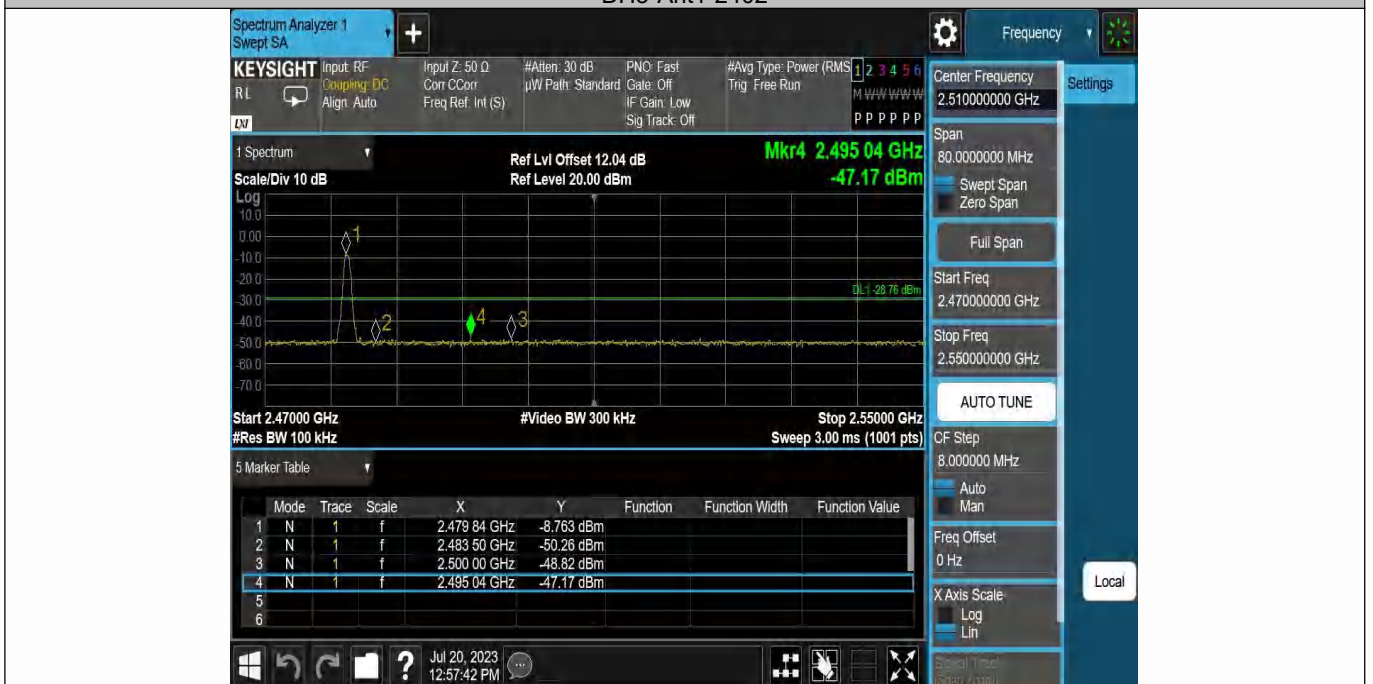 Spectrum Analyzer 1
Swept SA
+
Frequency
KEYSIGHT
RL
LXI
Input: RF
Coupling: DC
Align: Auto
Input Z: 50 Ω
Corr CCorr
Freq Ref: Int (S)
#Atten: 30 dB
µW Path: Standard
PNO: Fast
Gate: Off
IF Gain: Low
Sig Track: Off
#Avg Type: Power (RMS
Trig: Free Run
1 2 3 4 5 6
M W W W W W
P P P P P P
Center Frequency
2.510000000 GHz
Settings
1 Spectrum
Scale/Div 10 dB
Ref Lvl Offset 12.04 dB
Ref Level 20.00 dBm
Mkr4 2.495 04 GHz
-47.17 dBm
Span
80.0000000 MHz
Swept Span
Zero Span
Full Span
Start Freq
2.470000000 GHz
Stop Freq
2.550000000 GHz
AUTO TUNE
CF Step
8.000000 MHz
Auto
Man
Freq Offset
0 Hz
X Axis Scale
Log
Lin
Local
Log
10.0
0.00
-10.0
-20.0
-30.0
-40.0
-50.0
-60.0
-70.0
1
2
4
3
DL1 -28.76 dBm
Start 2.47000 GHz
#Res BW 100 kHz
#Video BW 300 kHz
Stop 2.55000 GHz
Sweep 3.00 ms (1001 pts)
5 Marker Table
Mode Trace Scale X Y Function Function Width Function Value
1 N 1 f 2.479 84 GHz -8.763 dBm
2 N 1 f 2.483 50 GHz -50.26 dBm
3 N 1 f 2.500 00 GHz -48.82 dBm
4 N 1 f 2.495 04 GHz -47.17 dBm
5
6
?
Jul 20, 2023
12:57:42 PM